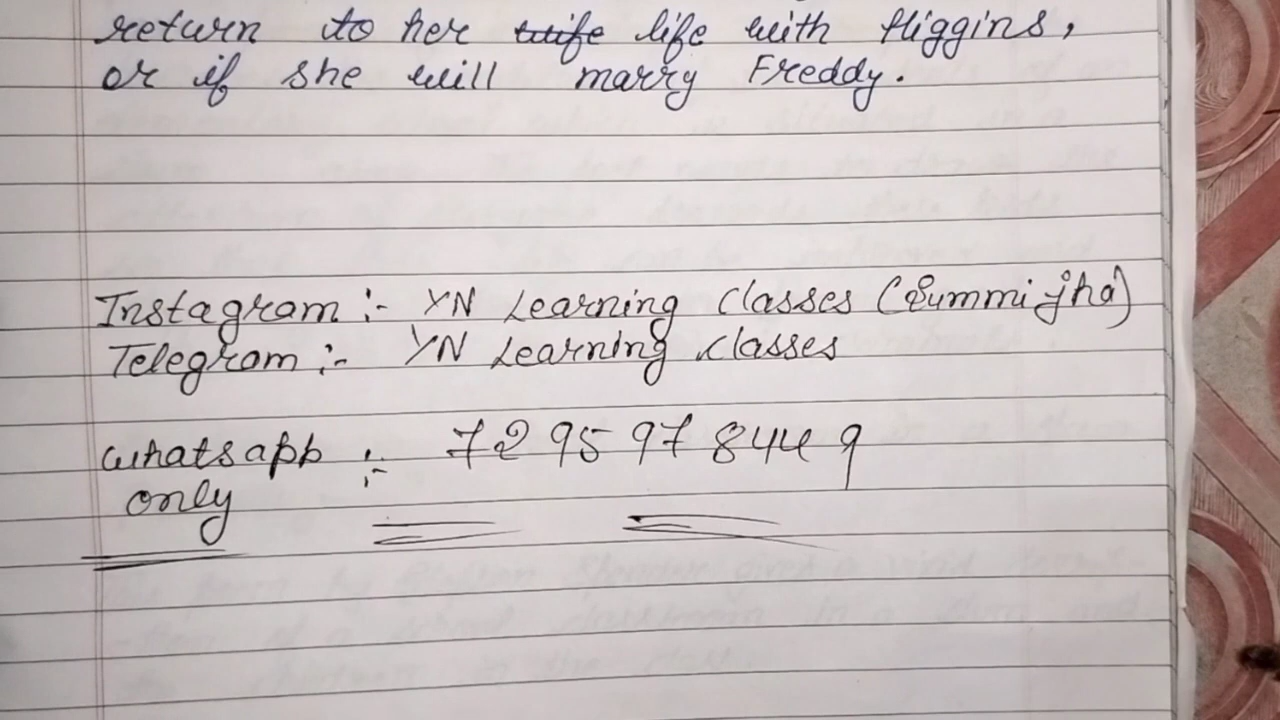 return to her wife life with Higgins,
or if she will marry Freddy.
Instagram :- YN Learning Classes (Summi jha)
Telegram :- YN Learning Classes
Whatsapp :- 72 95 97 844 9
only